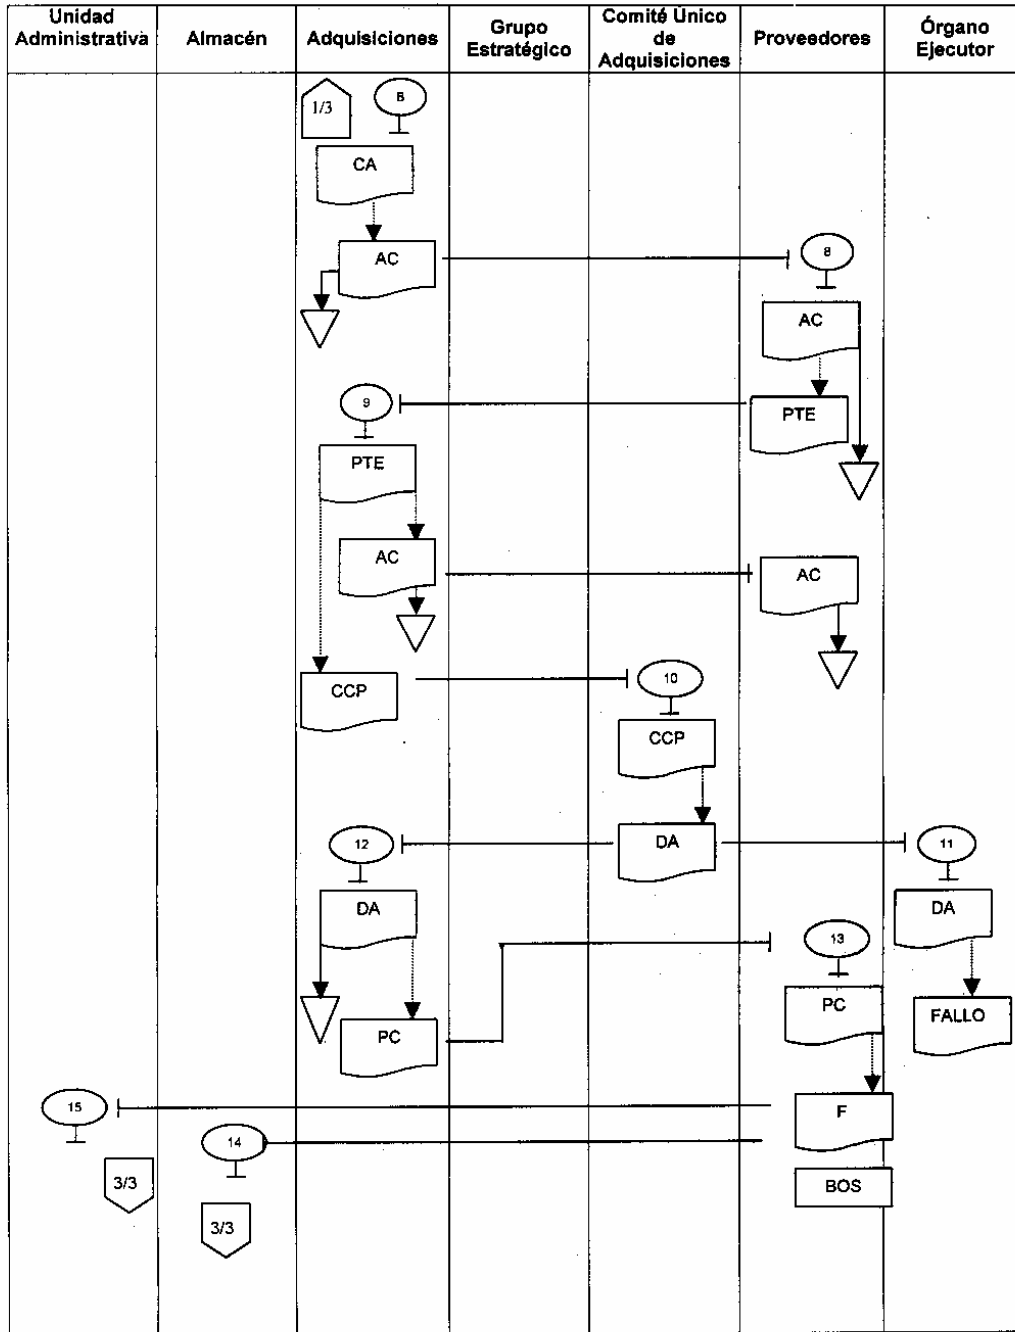 Unidad
Administrativa
Almacén
Adquisiciones
Grupo
Estratégico
Comité Unico
de
Adquisiciones
Proveedores
Órgano
Ejecutor
1/3
6
CA
AC
8
AC
9
PTE
PTE
AC
AC
CCP
10
CCP
12
DA
11
DA
DA
13
PC
FALLO
PC
15
F
14
3/3
BOS
3/3